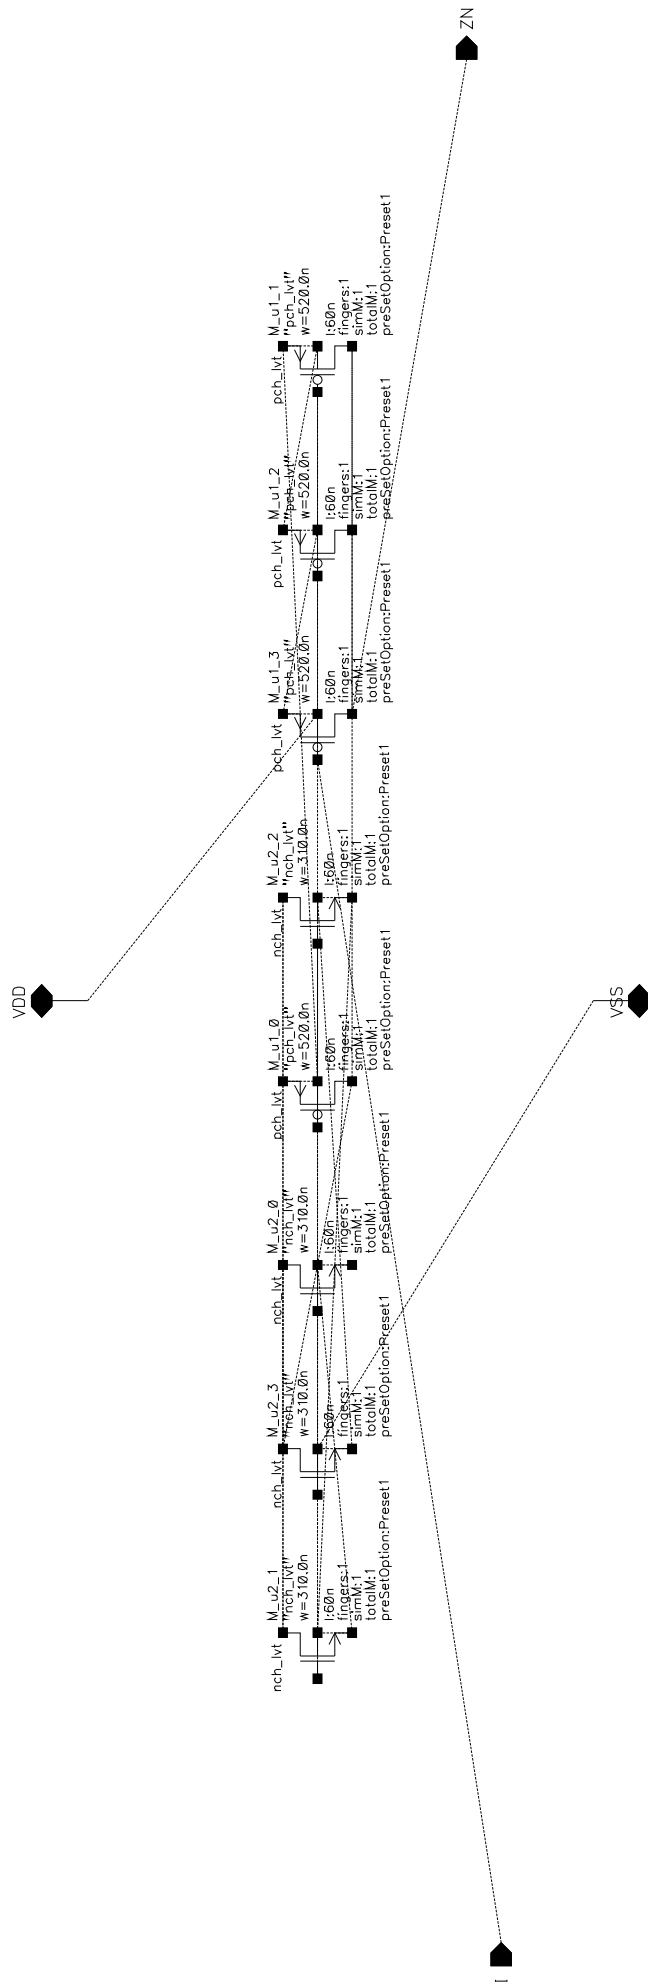 VDD
nch_lvt
M_u2_1
"nch_lvt"
w=310.0n
l:60n
fingers:1
simM:1
totalM:1
preSetOption:Preset1
nch_lvt
M_u2_3
"nch_lvt"
w=310.0n
l:60n
fingers:1
simM:1
totalM:1
preSetOption:Preset1
nch_lvt
M_u2_0
"nch_lvt"
w=310.0n
l:60n
fingers:1
simM:1
totalM:1
preSetOption:Preset1
pch_lvt
M_u1_0
"pch_lvt"
w=520.0n
l:60n
fingers:1
simM:1
totalM:1
preSetOption:Preset1
nch_lvt
M_u2_2
"nch_lvt"
w=310.0n
l:60n
fingers:1
simM:1
totalM:1
preSetOption:Preset1
pch_lvt
M_u1_3
"pch_lvt"
w=520.0n
l:60n
fingers:1
simM:1
totalM:1
preSetOption:Preset1
pch_lvt
M_u1_2
"pch_lvt"
w=520.0n
l:60n
fingers:1
simM:1
totalM:1
preSetOption:Preset1
pch_lvt
M_u1_1
"pch_lvt"
w=520.0n
l:60n
fingers:1
simM:1
totalM:1
preSetOption:Preset1
ZN
I
VSS